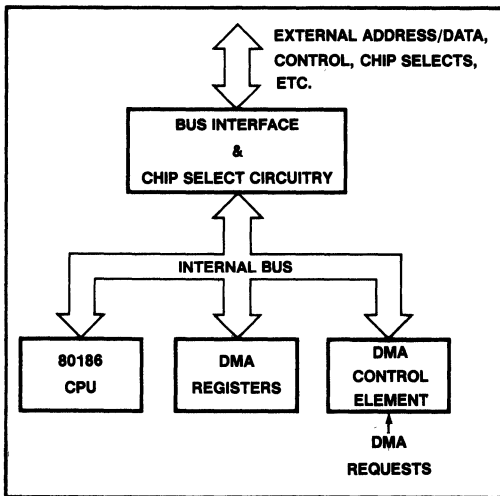 EXTERNAL ADDRESS/DATA,
CONTROL, CHIP SELECTS,
ETC.
BUS INTERFACE
&
CHIP SELECT CIRCUITRY
INTERNAL BUS
80186
CPU
DMA
REGISTERS
DMA
CONTROL
ELEMENT
DMA
REQUESTS